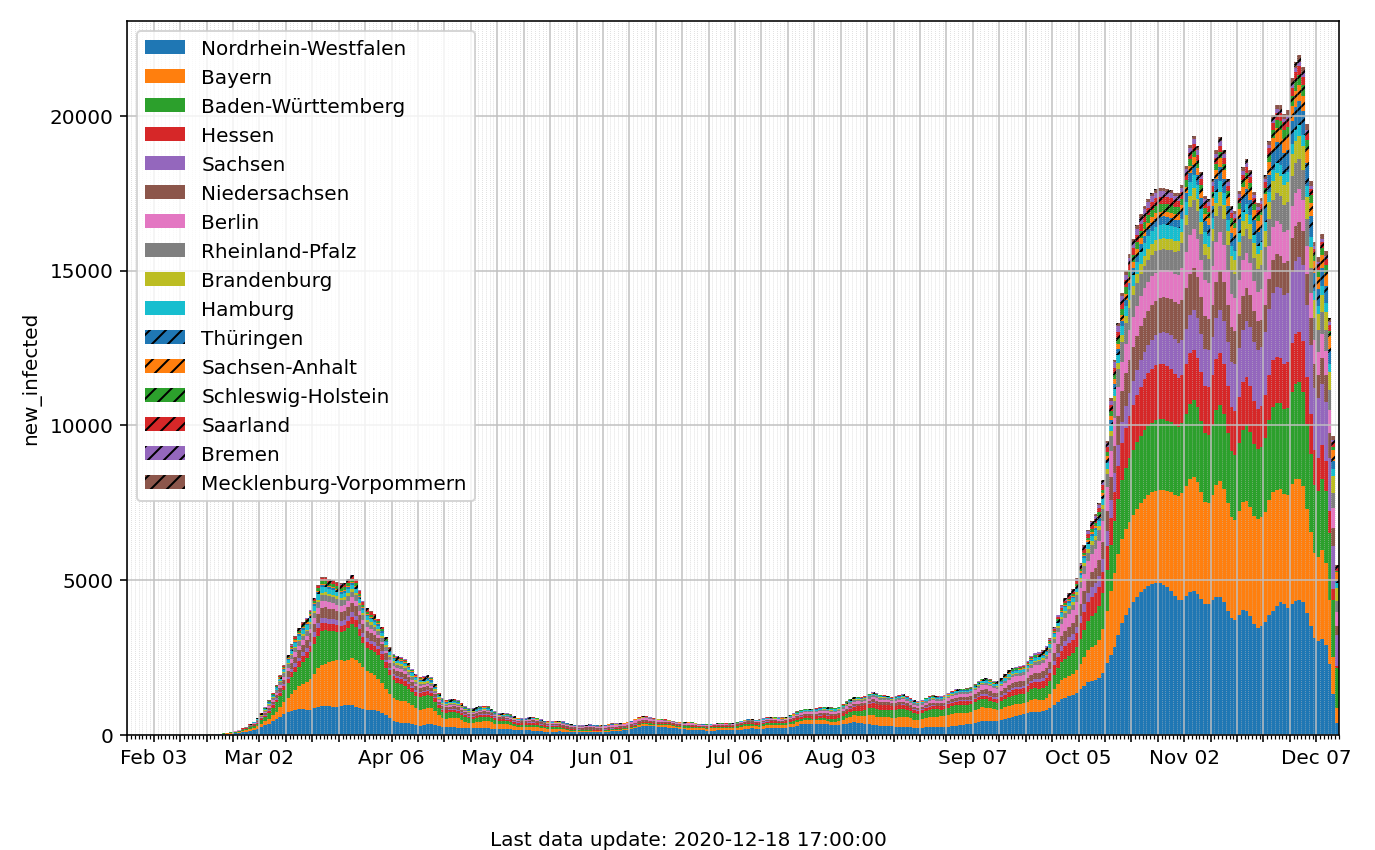 new_infected
20000
15000
10000
5000
0
Nordrhein-Westfalen
Bayern
Baden-Württemberg
Hessen
Sachsen
Niedersachsen
Berlin
Rheinland-Pfalz
Brandenburg
Hamburg
Thüringen
Sachsen-Anhalt
Schleswig-Holstein
Saarland
Bremen
Mecklenburg-Vorpommern
Feb 03 Mar 02 Apr 06 May 04 Jun 01 Jul 06 Aug 03 Sep 07 Oct 05 Nov 02 Dec 07
Last data update: 2020-12-18 17:00:00